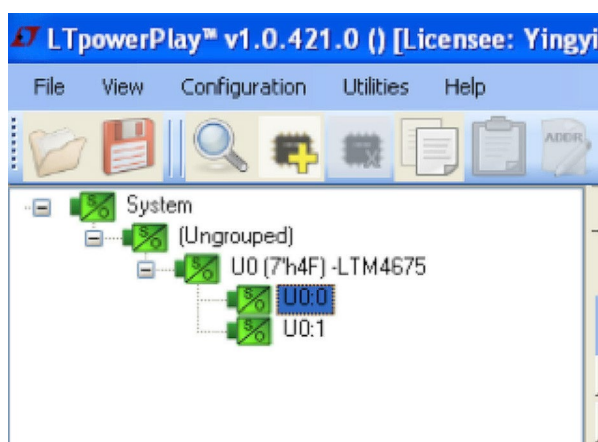 LTpowerPlay™ v1.0.421.0 () [Licensee: Yingyi
File View Configuration Utilities Help
ADDR
System
(Ungrouped)
U0 (7'h4F) -LTM4675
U0:0
U0:1